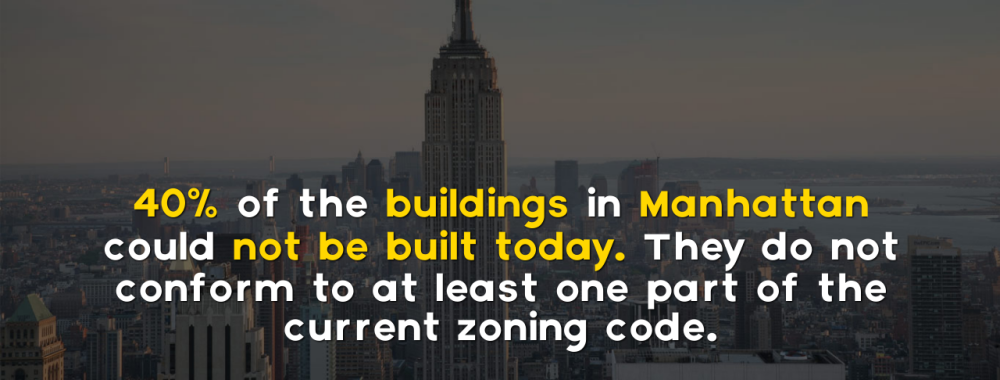 40% of the buildings in Manhattan
could not be built today. They do not
conform to at least one part of the
current zoning code.